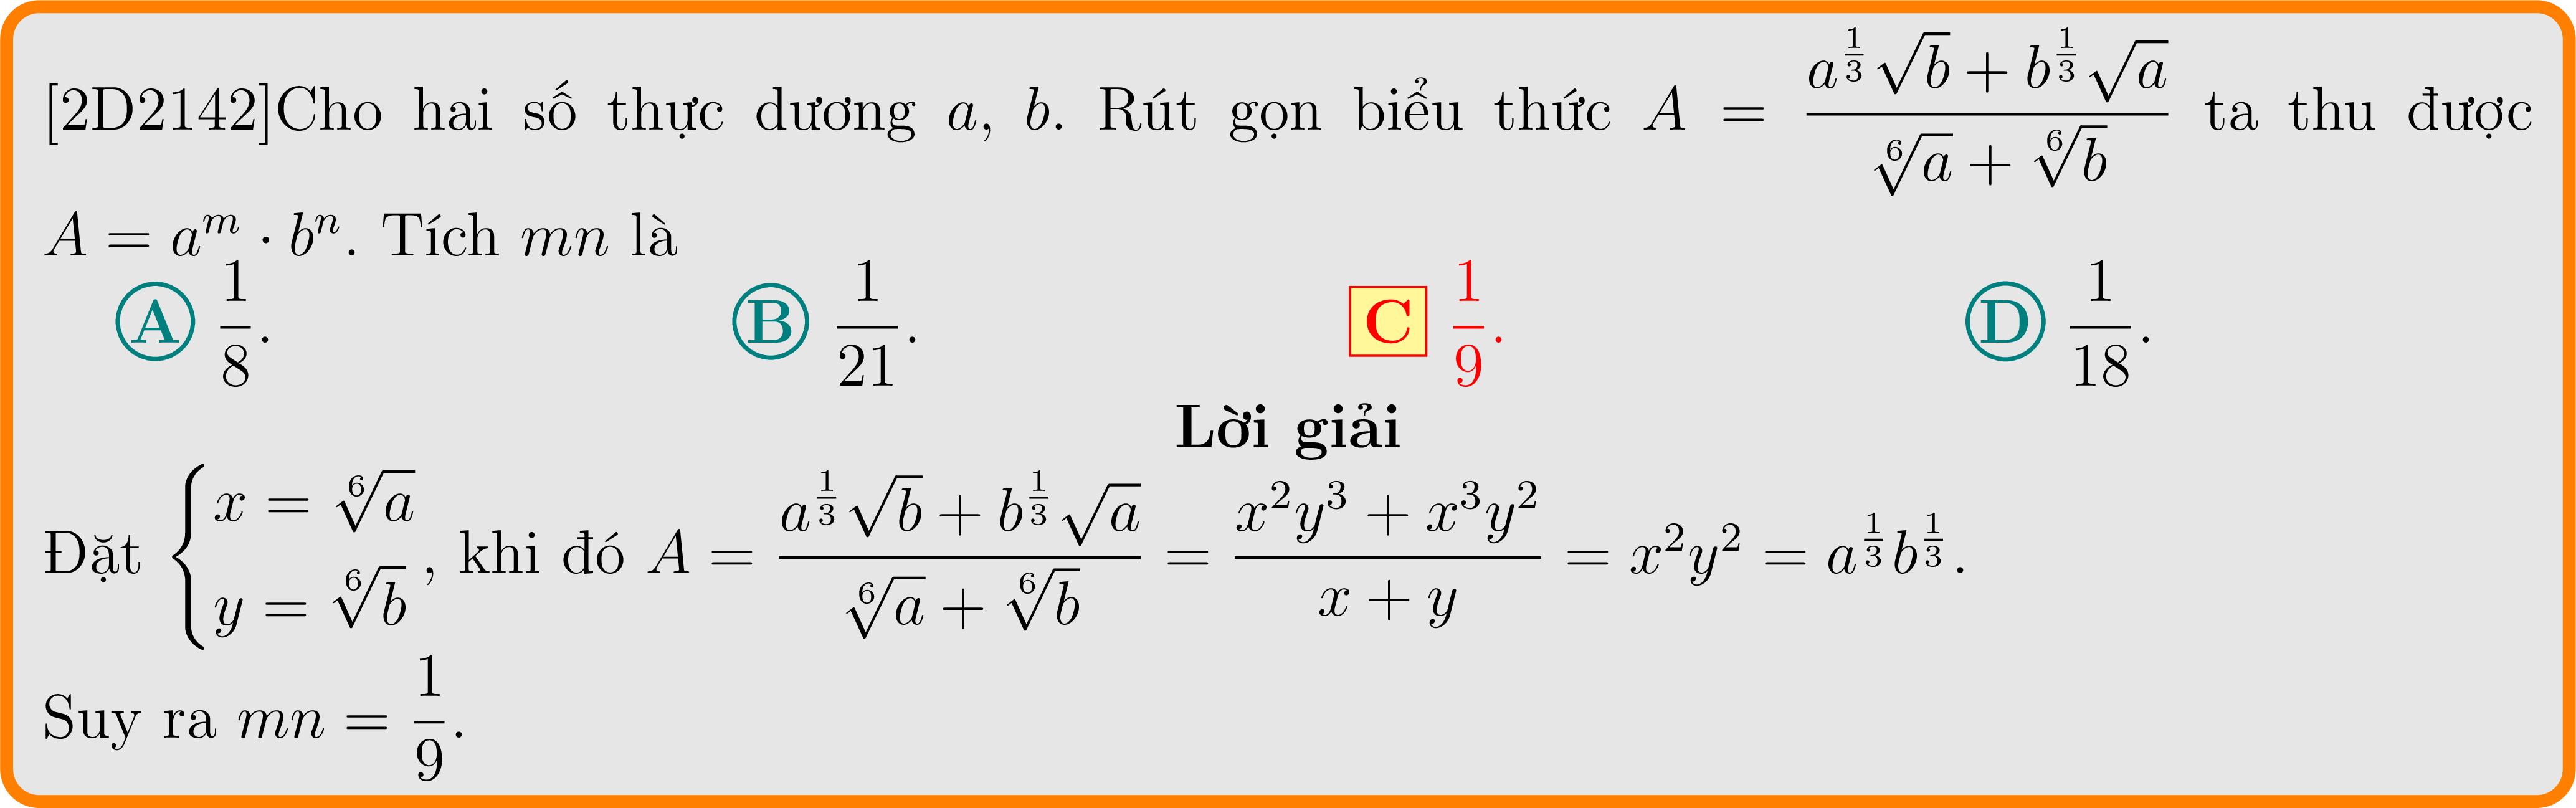 [2D2142]Cho hai số thực dương a, b. Rút gọn biểu thức A = \frac{a^{\frac{1}{3}}\sqrt{b} + b^{\frac{1}{3}}\sqrt{a}}{\sqrt[6]{a} + \sqrt[6]{b}} ta thu được
A = a^m · b^n. Tích mn là
A \frac{1}{8}. B \frac{1}{21}. C \frac{1}{9}. D \frac{1}{18}.
Lời giải
Đặt \begin{cases} x = \sqrt[6]{a} \\ y = \sqrt[6]{b} \end{cases}, khi đó A = \frac{a^{\frac{1}{3}}\sqrt{b} + b^{\frac{1}{3}}\sqrt{a}}{\sqrt[6]{a} + \sqrt[6]{b}} = \frac{x^2y^3 + x^3y^2}{x + y} = x^2y^2 = a^{\frac{1}{3}}b^{\frac{1}{3}}.
Suy ra mn = \frac{1}{9}.